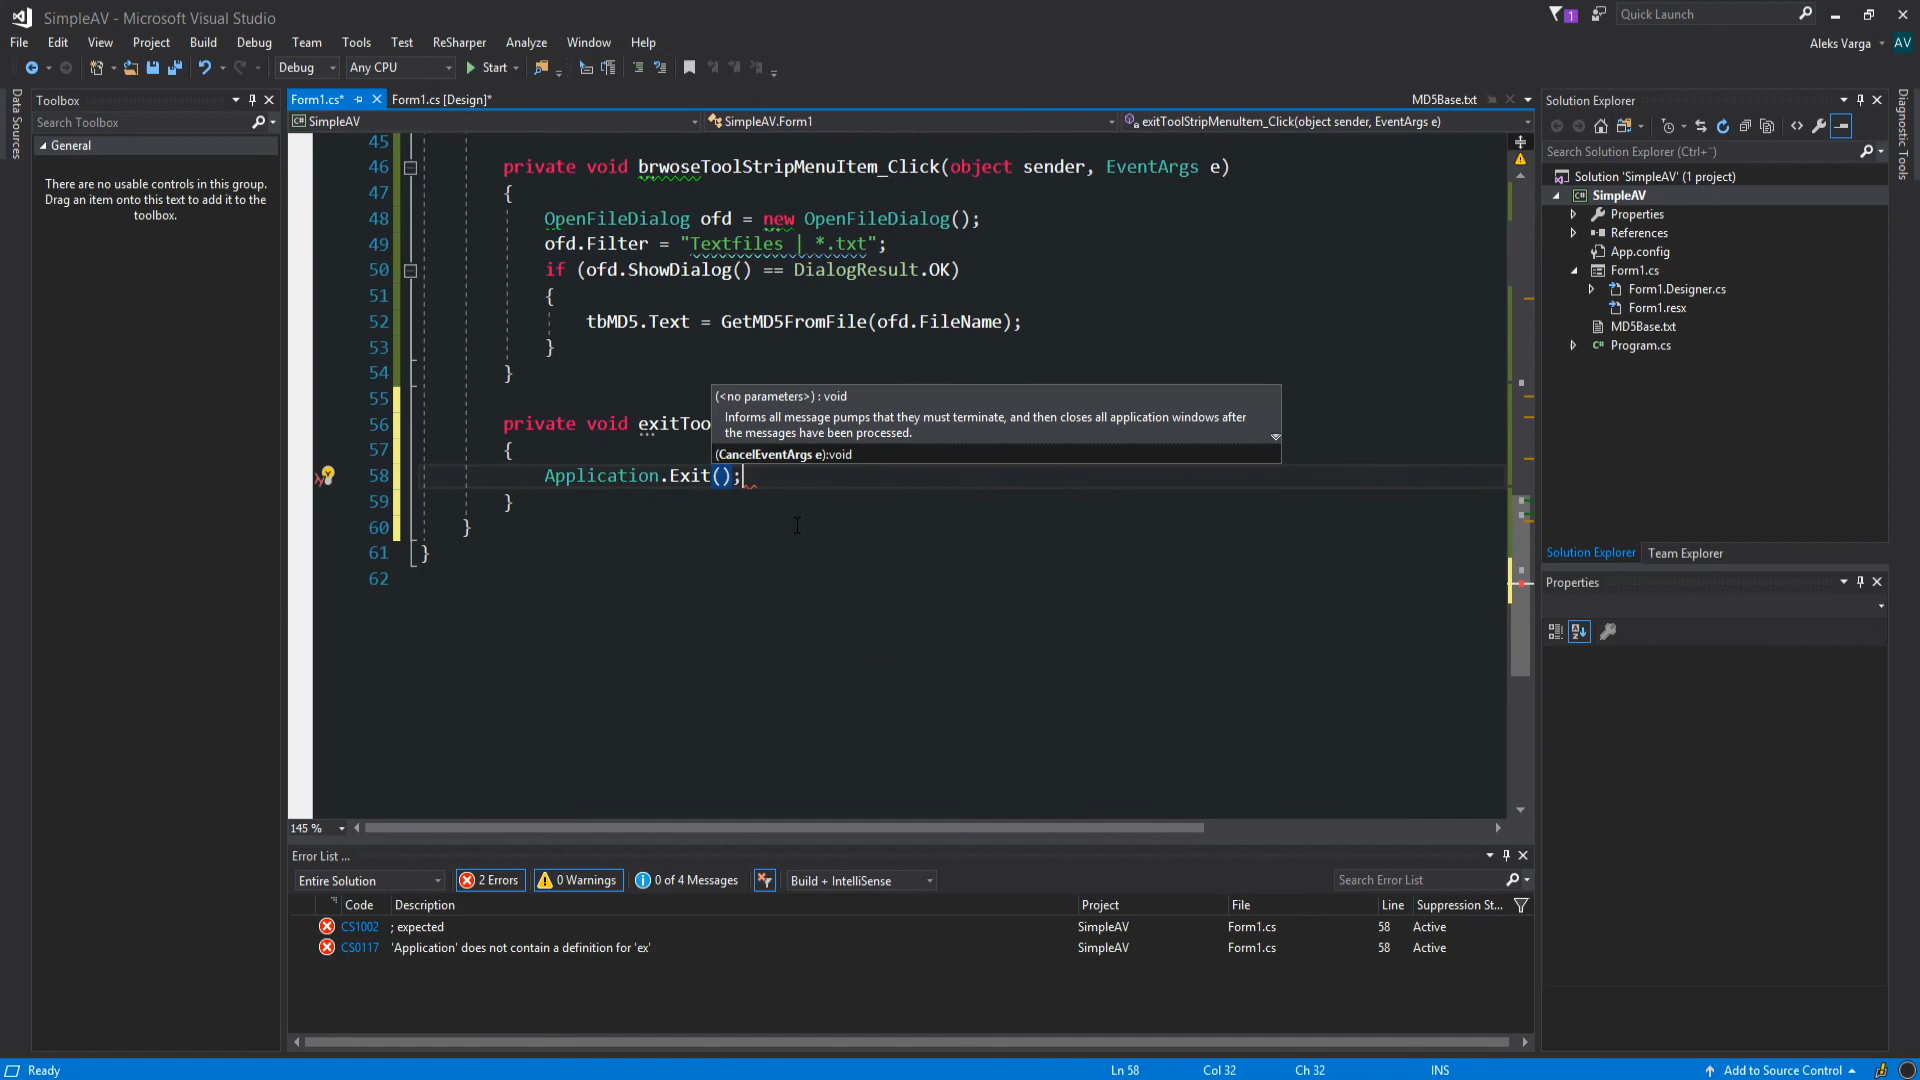 SimpleAV - Microsoft Visual Studio
1
Quick Launch
File Edit View Project Build Debug Team Tools Test ReSharper Analyze Window Help
Aleks Varga AV
Debug Any CPU Start
Data Sources
Toolbox
Search Toolbox
General
There are no usable controls in this group.
Drag an item onto this text to add it to the
toolbox.
Form1.cs* Form1.cs [Design]* MD5Base.txt
SimpleAV SimpleAV.Form1 exitToolStripMenuItem_Click(object sender, EventArgs e)
45
46 private void brwoseToolStripMenuItem_Click(object sender, EventArgs e)
47 {
48 OpenFileDialog ofd = new OpenFileDialog();
49 ofd.Filter = "Textfiles | *.txt";
50 if (ofd.ShowDialog() == DialogResult.OK)
51 {
52 tbMD5.Text = GetMD5FromFile(ofd.FileName);
53 }
54 }
55
56 private void exitToo
57 {
58 Application.Exit();
59 }
60 }
61 }
62
(<no parameters>) : void
Informs all message pumps that they must terminate, and then closes all application windows after
the messages have been processed.
(CancelEventArgs e):void
145 %
Error List ...
Entire Solution 2 Errors 0 Warnings 0 of 4 Messages Build + IntelliSense Search Error List
Code Description Project File Line Suppression St...
CS1002 ; expected SimpleAV Form1.cs 58 Active
CS0117 'Application' does not contain a definition for 'ex' SimpleAV Form1.cs 58 Active
Solution Explorer
Search Solution Explorer (Ctrl+¨)
Solution 'SimpleAV' (1 project)
C# SimpleAV
Properties
References
App.config
Form1.cs
Form1.Designer.cs
Form1.resx
MD5Base.txt
C# Program.cs
Solution Explorer Team Explorer
Properties
Diagnostic Tools
Ready Ln 58 Col 32 Ch 32 INS Add to Source Control